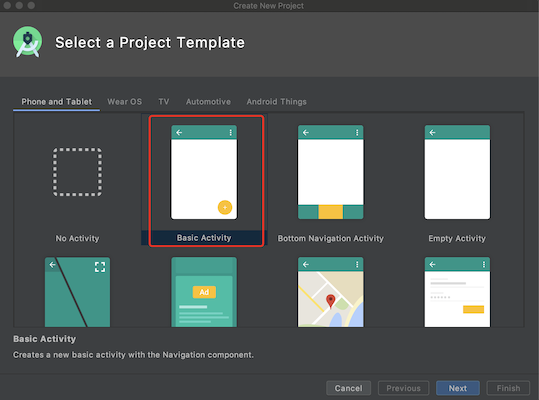 Create New Project
Select a Project Template
Phone and Tablet Wear OS TV Automotive Android Things
No Activity Basic Activity Bottom Navigation Activity Empty Activity
Ad
Basic Activity
Creates a new basic activity with the Navigation component.
Cancel Previous Next Finish